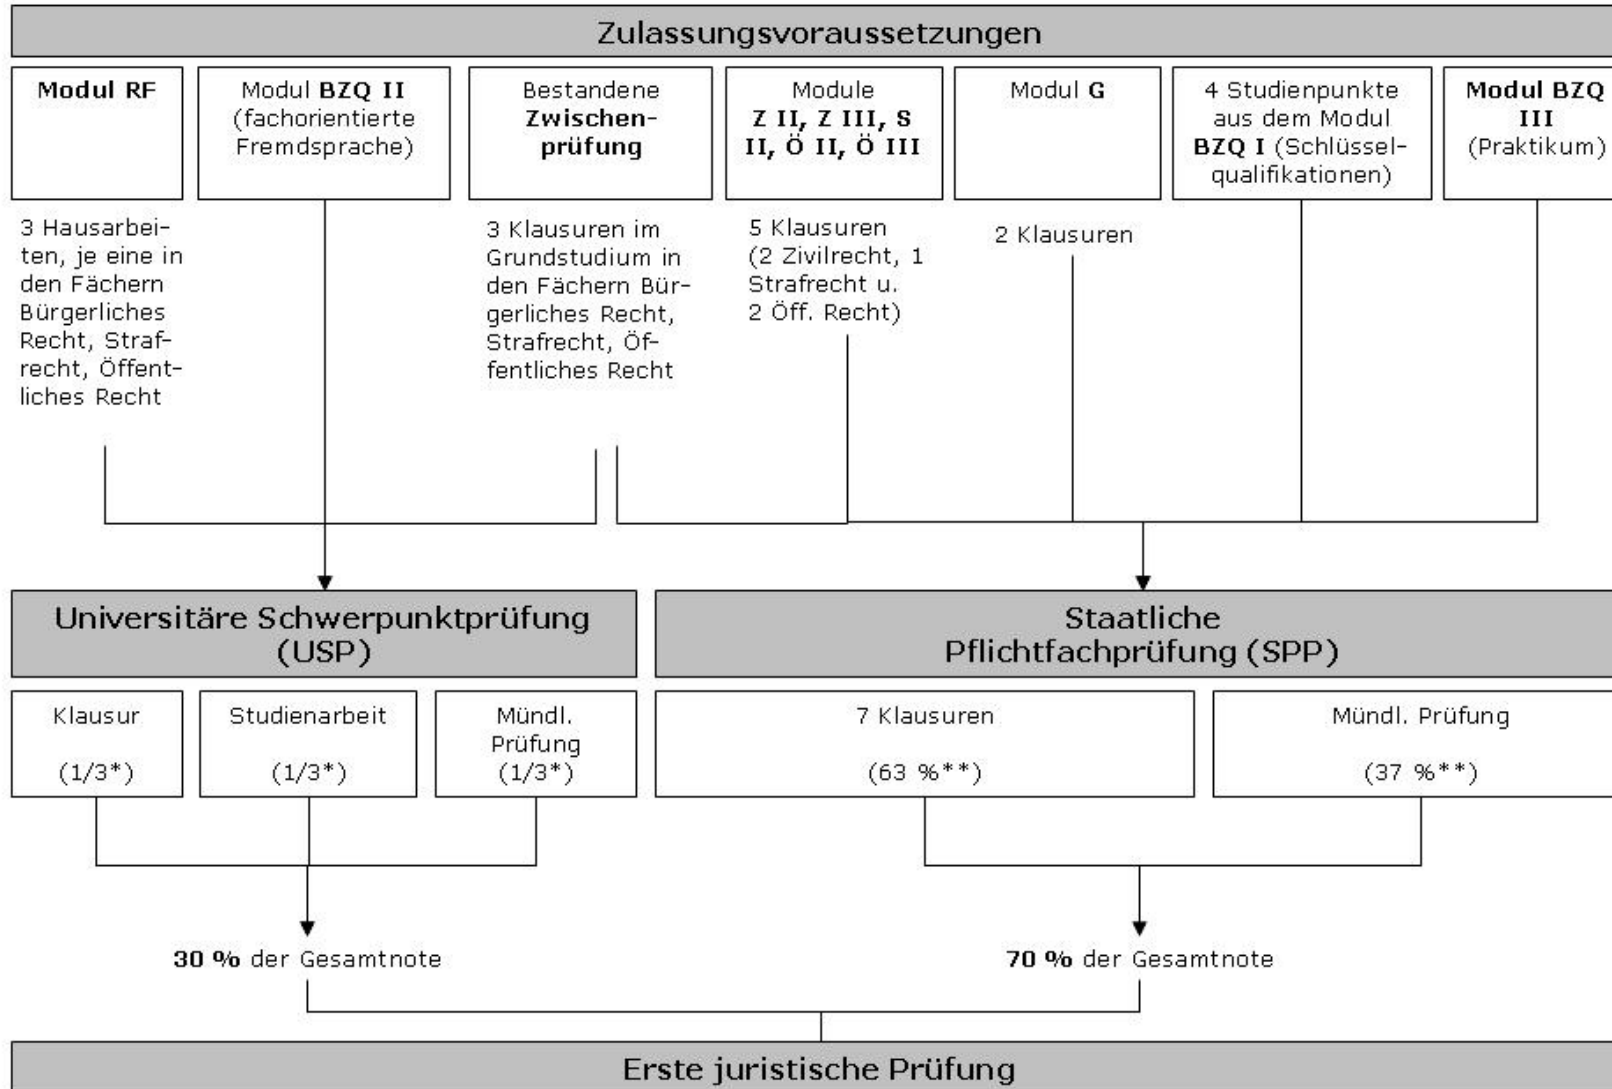 Zulassungsvoraussetzungen
Modul RF
Modul BZQ II
(fachorientierte
Fremdsprache)
Bestandene
Zwischen-
prüfung
Module
Z II, Z III, S
II, Ö II, Ö III
Modul G
4 Studienpunkte
aus dem Modul
BZQ I (Schlüssel-
qualifikationen)
Modul BZQ
III
(Praktikum)
3 Hausarbei-
ten, je eine in
den Fächern
Bürgerliches
Recht, Straf-
recht, Öffent-
liches Recht
3 Klausuren im
Grundstudium in
den Fächern Bür-
gerliches Recht,
Strafrecht, Öf-
fentliches Recht
5 Klausuren
(2 Zivilrecht, 1
Strafrecht u.
2 Öff. Recht)
2 Klausuren
Universitäre Schwerpunktprüfung
(USP)
Staatliche
Pflichtfachprüfung (SPP)
Klausur
(1/3*)
Studienarbeit
(1/3*)
Mündl.
Prüfung
(1/3*)
7 Klausuren
(63 %**)
Mündl. Prüfung
(37 %**)
30 % der Gesamtnote
70 % der Gesamtnote
Erste juristische Prüfung